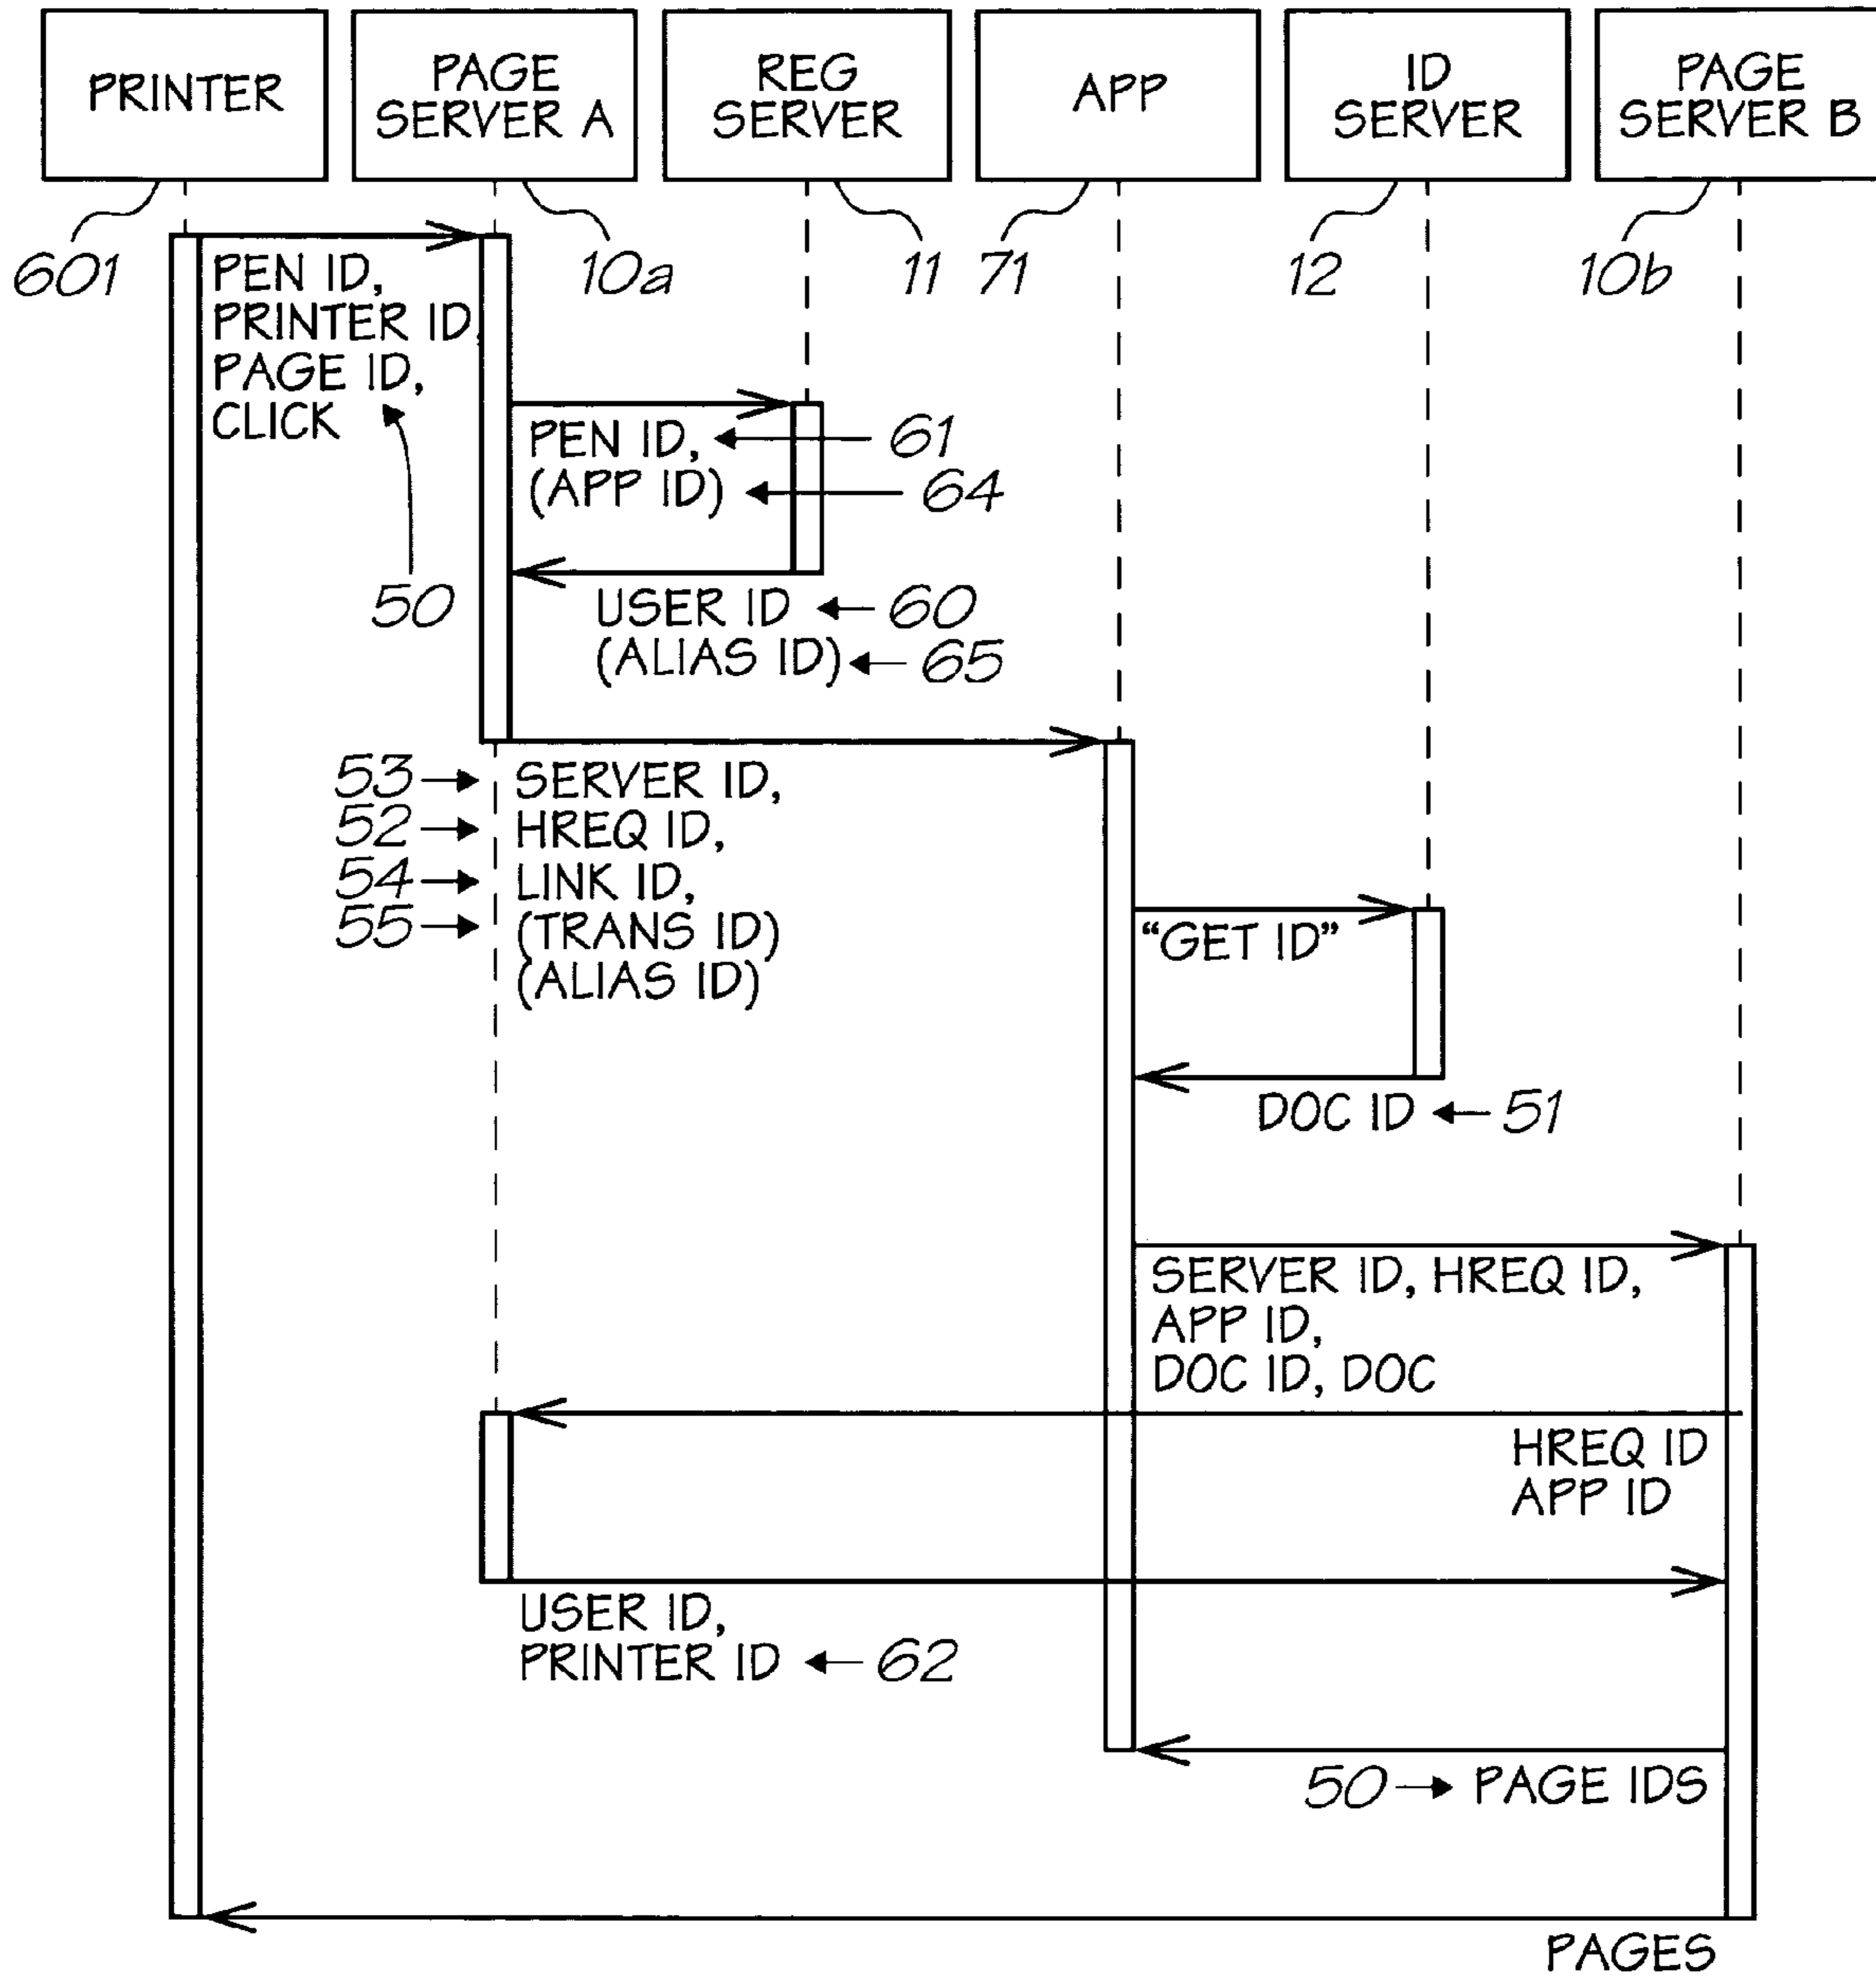 PRINTER
PAGE
SERVER A
REG
SERVER
APP
ID
SERVER
PAGE
SERVER B
601
10a
11
71
12
10b
PEN ID,
PRINTER ID,
PAGE ID,
CLICK
50
PEN ID,
61
(APP ID)
64
USER ID
60
(ALIAS ID)
65
53
SERVER ID,
52
HREQ ID,
54
LINK ID,
55
(TRANS ID)
(ALIAS ID)
“GET ID”
DOC ID
51
SERVER ID, HREQ ID,
APP ID,
DOC ID, DOC
HREQ ID
APP ID
USER ID,
PRINTER ID
62
50
PAGE IDS
PAGES